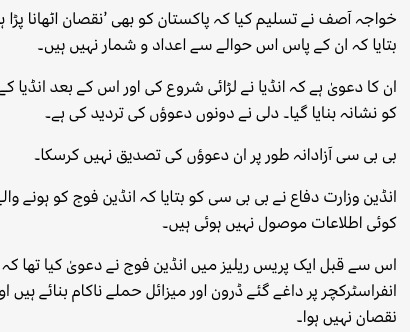 خواجہ آصف نے تسلیم کیا کہ پاکستان کو بھی ’نقصان اٹھانا پڑا
بتایا کہ ان کے پاس اس حوالے سے اعداد و شمار نہیں ہیں۔
ان کا دعویٰ ہے کہ انڈیا نے لڑائی شروع کی اور اس کے بعد انڈیا کے
کو نشانہ بنایا گیا۔ دلی نے دونوں دعوؤں کی تردید کی ہے۔
بی بی سی آزادانہ طور پر ان دعوؤں کی تصدیق نہیں کرسکا۔
انڈین وزارت دفاع نے بی بی سی کو بتایا کہ انڈین فوج کو ہونے والے
کوئی اطلاعات موصول نہیں ہوئی ہیں۔
اس سے قبل ایک پریس ریلیز میں انڈین فوج نے دعویٰ کیا تھا کہ
انفراسٹرکچر پر داغے گئے ڈرون اور میزائل حملے ناکام بنائے ہیں
نقصان نہیں ہوا۔